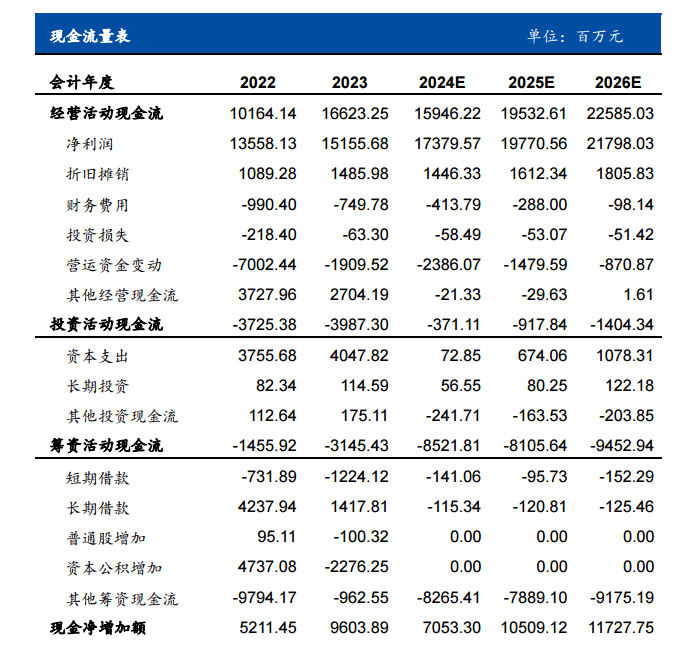 现金流量表 单位：百万元
会计年度 2022 2023 2024E 2025E 2026E
经营活动现金流 10164.14 16623.25 15946.22 19532.61 22585.03
净利润 13558.13 15155.68 17379.57 19770.56 21798.03
折旧摊销 1089.28 1485.98 1446.33 1612.34 1805.83
财务费用 -990.40 -749.78 -413.79 -288.00 -98.14
投资损失 -218.40 -63.30 -58.49 -53.07 -51.42
营运资金变动 -7002.44 -1909.52 -2386.07 -1479.59 -870.87
其他经营现金流 3727.96 2704.19 -21.33 -29.63 1.61
投资活动现金流 -3725.38 -3987.30 -371.11 -917.84 -1404.34
资本支出 3755.68 4047.82 72.85 674.06 1078.31
长期投资 82.34 114.59 56.55 80.25 122.18
其他投资现金流 112.64 175.11 -241.71 -163.53 -203.85
筹资活动现金流 -1455.92 -3145.43 -8521.81 -8105.64 -9452.94
短期借款 -731.89 -1224.12 -141.06 -95.73 -152.29
长期借款 4237.94 1417.81 -115.34 -120.81 -125.46
普通股增加 95.11 -100.32 0.00 0.00 0.00
资本公积增加 4737.08 -2276.25 0.00 0.00 0.00
其他筹资现金流 -9794.17 -962.55 -8265.41 -7889.10 -9175.19
现金净增加额 5211.45 9603.89 7053.30 10509.12 11727.75